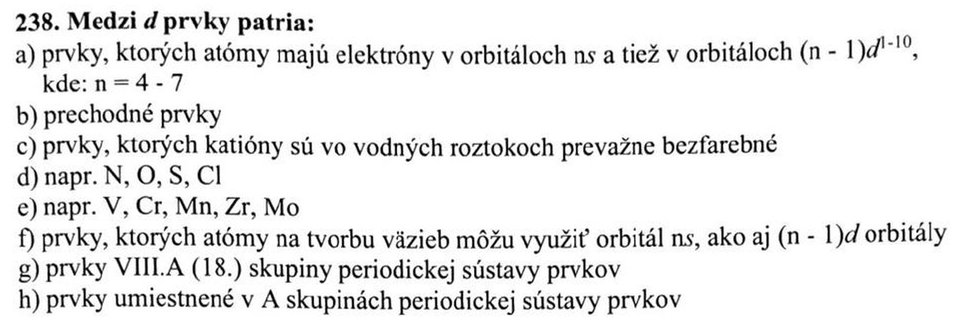 238. Medzi d prvky patria:
a) prvky, ktorých atómy majú elektróny v orbitáloch ns a tiež v orbitáloch (n - 1)d¹⁻¹⁰,
kde: n = 4 - 7
b) prechodné prvky
c) prvky, ktorých katióny sú vo vodných roztokoch prevažne bezfarebné
d) napr. N, O, S, Cl
e) napr. V, Cr, Mn, Zr, Mo
f) prvky, ktorých atómy na tvorbu väzieb môžu využiť orbitál ns, ako aj (n - 1)d orbitály
g) prvky VIII.A (18.) skupiny periodickej sústavy prvkov
h) prvky umiestnené v A skupinách periodickej sústavy prvkov